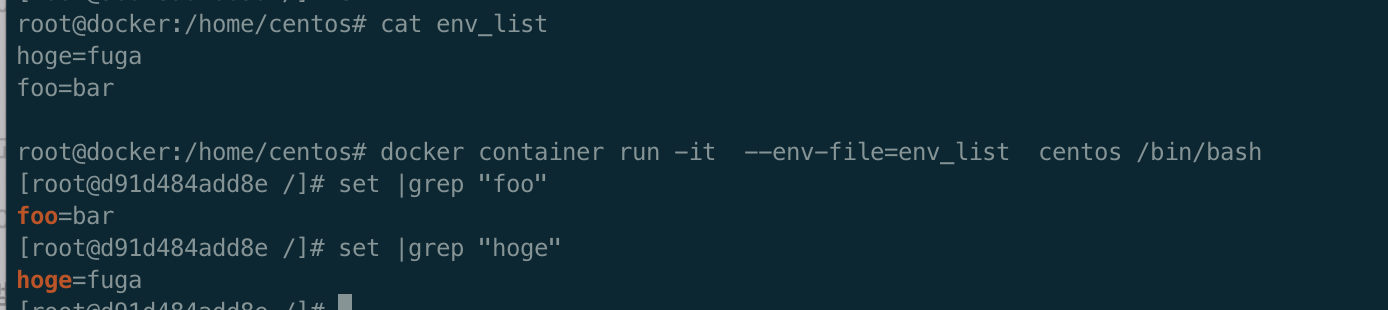 root@docker:/home/centos# cat env_list
hoge=fuga
foo=bar
root@docker:/home/centos# docker container run -it  --env-file=env_list  centos /bin/bash
[root@d91d484add8e /]# set |grep "foo"
foo=bar
[root@d91d484add8e /]# set |grep "hoge"
hoge=fuga
[root@d91d484add8e /]#